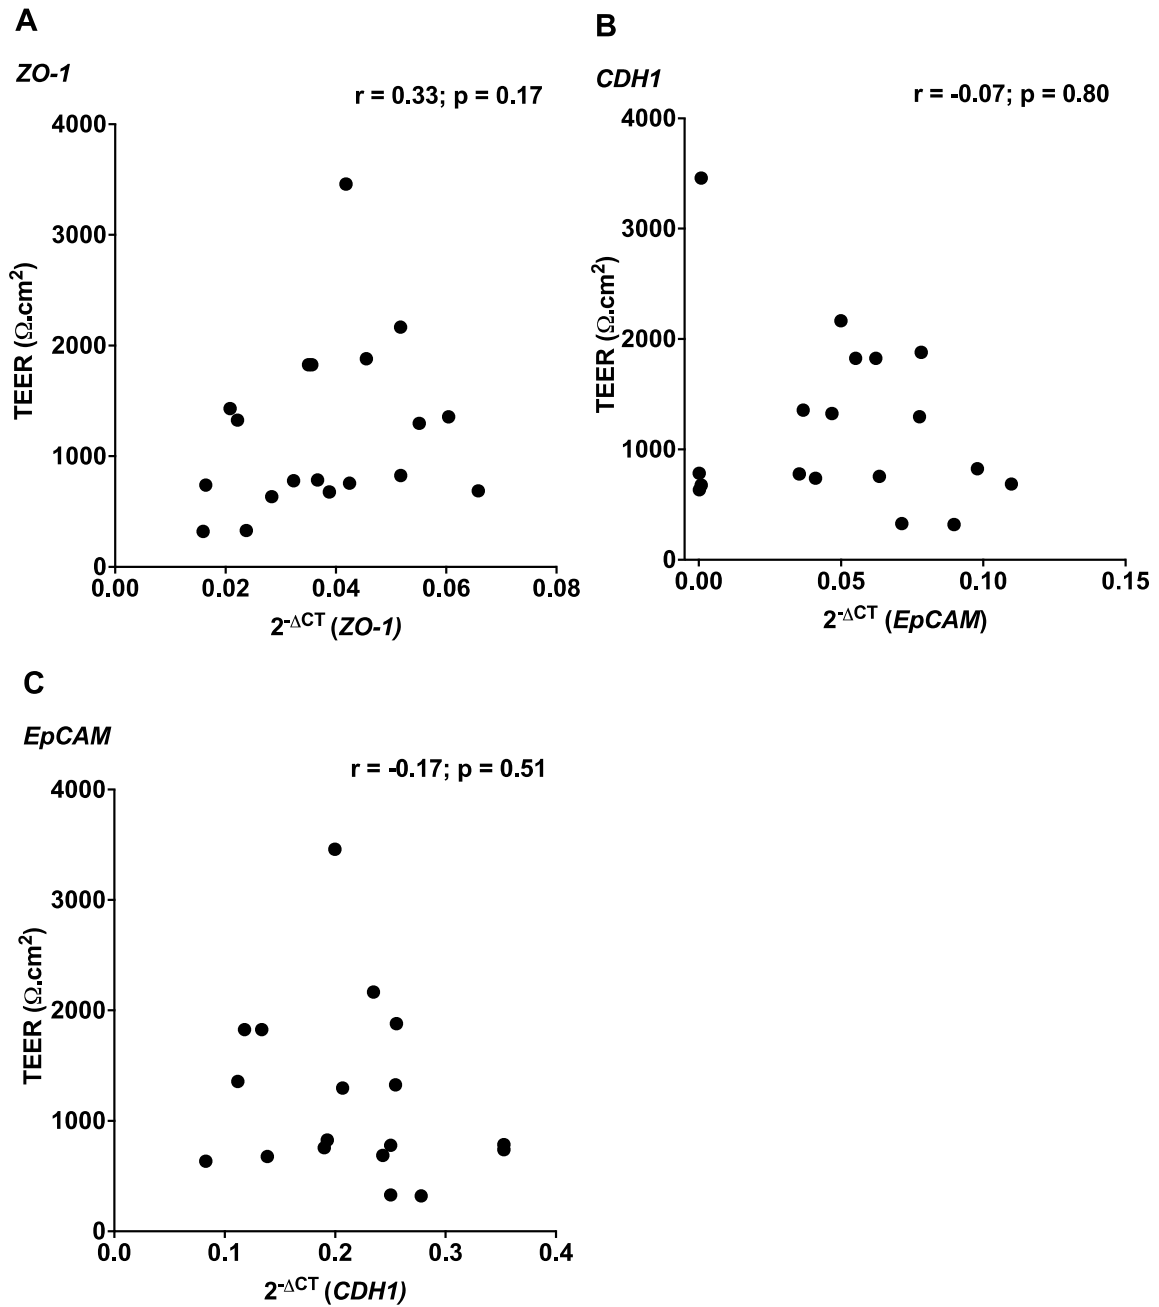 A
ZO-1
r = 0.33; p = 0.17
4000
3000
2000
1000
0
TEER (Ω.cm²)
0.00 0.02 0.04 0.06 0.08
2^-ΔCT (ZO-1)
B
CDH1
r = -0.07; p = 0.80
4000
3000
2000
1000
0
TEER (Ω.cm²)
0.00 0.05 0.10 0.15
2^-ΔCT (EpCAM)
C
EpCAM
r = -0.17; p = 0.51
4000
3000
2000
1000
0
TEER (Ω.cm²)
0.0 0.1 0.2 0.3 0.4
2^-ΔCT (CDH1)